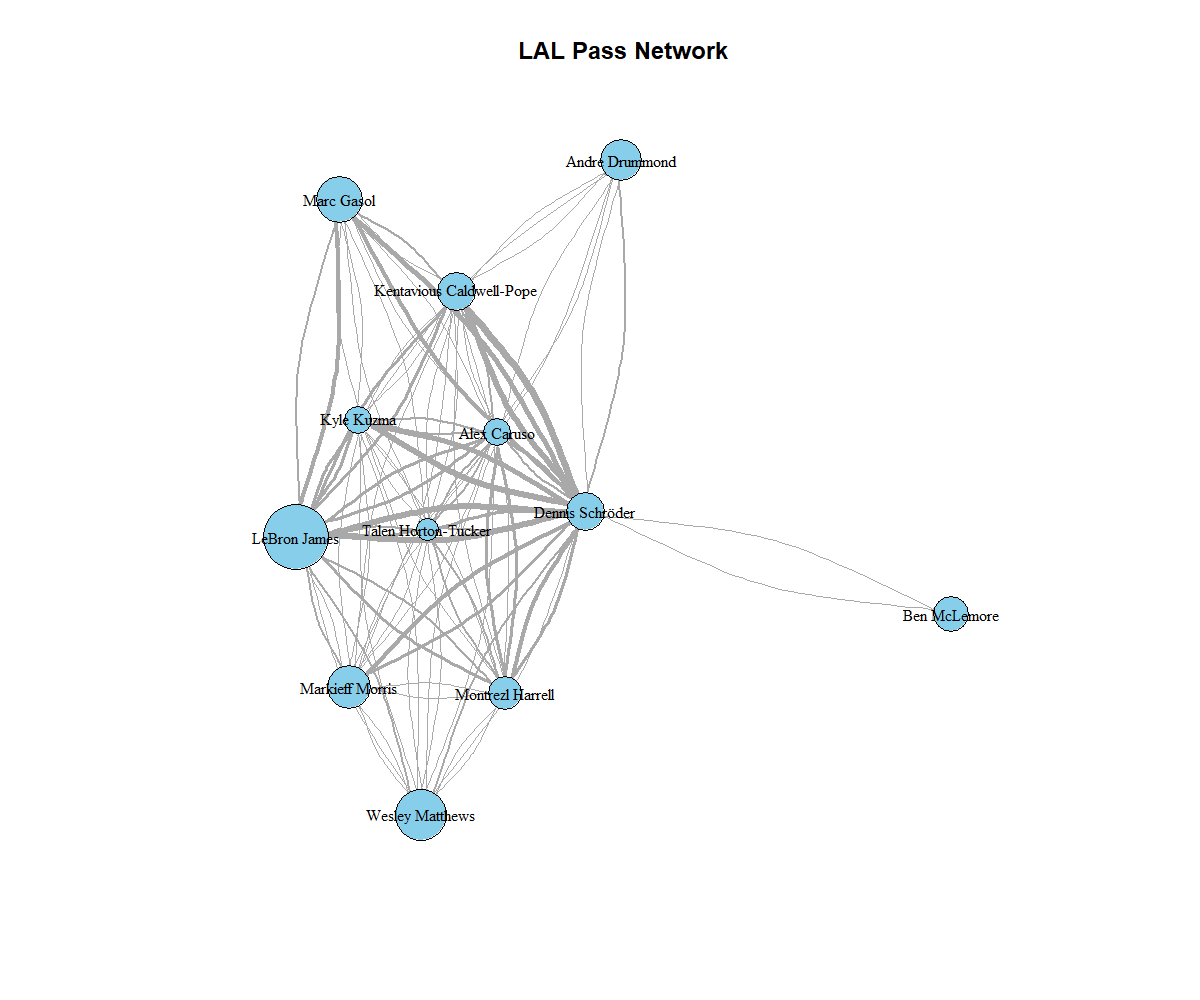 LAL Pass Network
Andre Drummond
Marc Gasol
Kentavious Caldwell-Pope
Kyle Kuzma
Alex Caruso
Dennis Schröder
Talen Horton-Tucker
LeBron James
Ben McLemore
Markieff Morris
Montrezl Harrell
Wesley Matthews